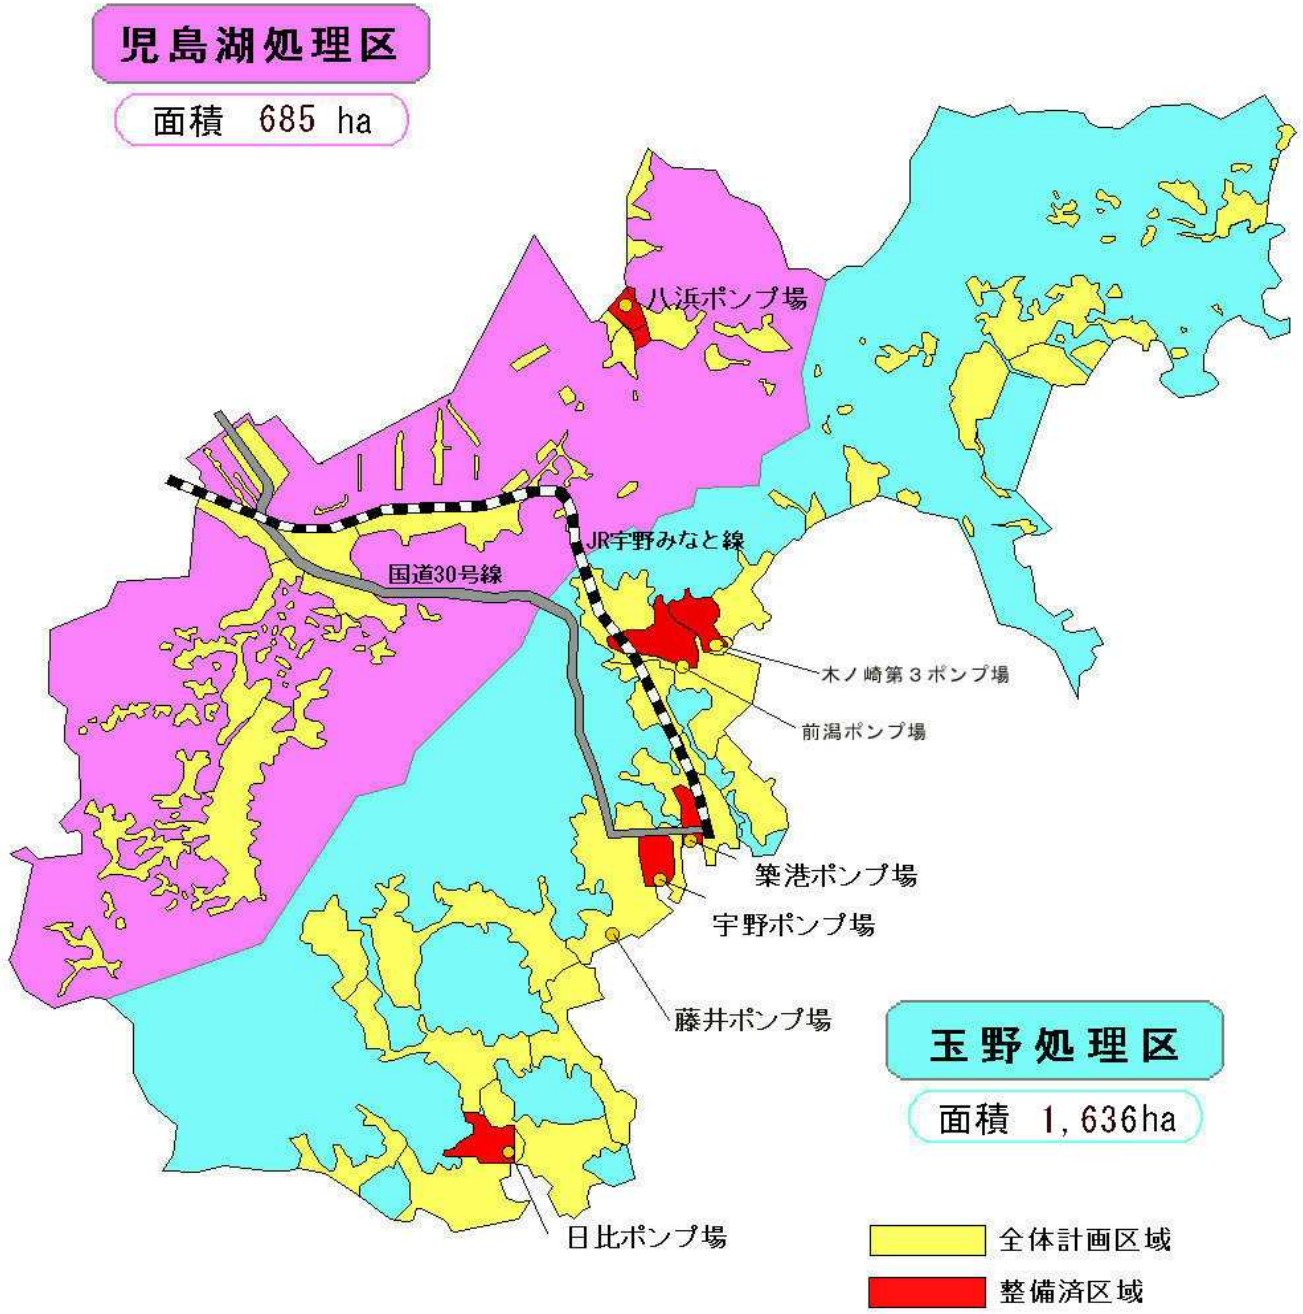 児島湖処理区
面積 685 ha
八浜ポンプ場
JR宇野みなと線
国道30号線
木ノ崎第３ポンプ場
前潟ポンプ場
築港ポンプ場
宇野ポンプ場
藤井ポンプ場
玉野処理区
面積 1,636ha
日比ポンプ場
全体計画区域
整備済区域